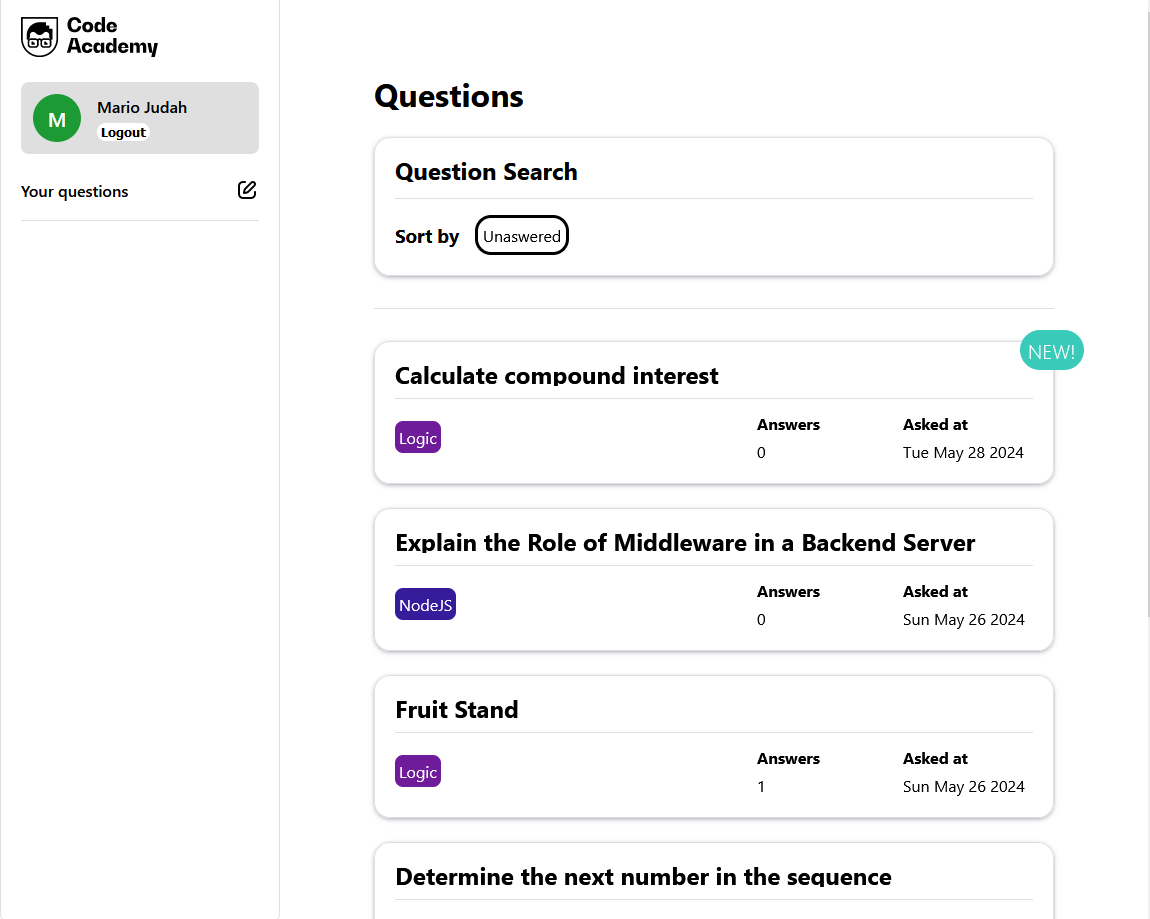 Code
Academy
M
Mario Judah
Logout
Your questions
Questions
Question Search
Sort by Unaswered
NEW!
Calculate compound interest
Logic
Answers
0
Asked at
Tue May 28 2024
Explain the Role of Middleware in a Backend Server
NodeJS
Answers
0
Asked at
Sun May 26 2024
Fruit Stand
Logic
Answers
1
Asked at
Sun May 26 2024
Determine the next number in the sequence